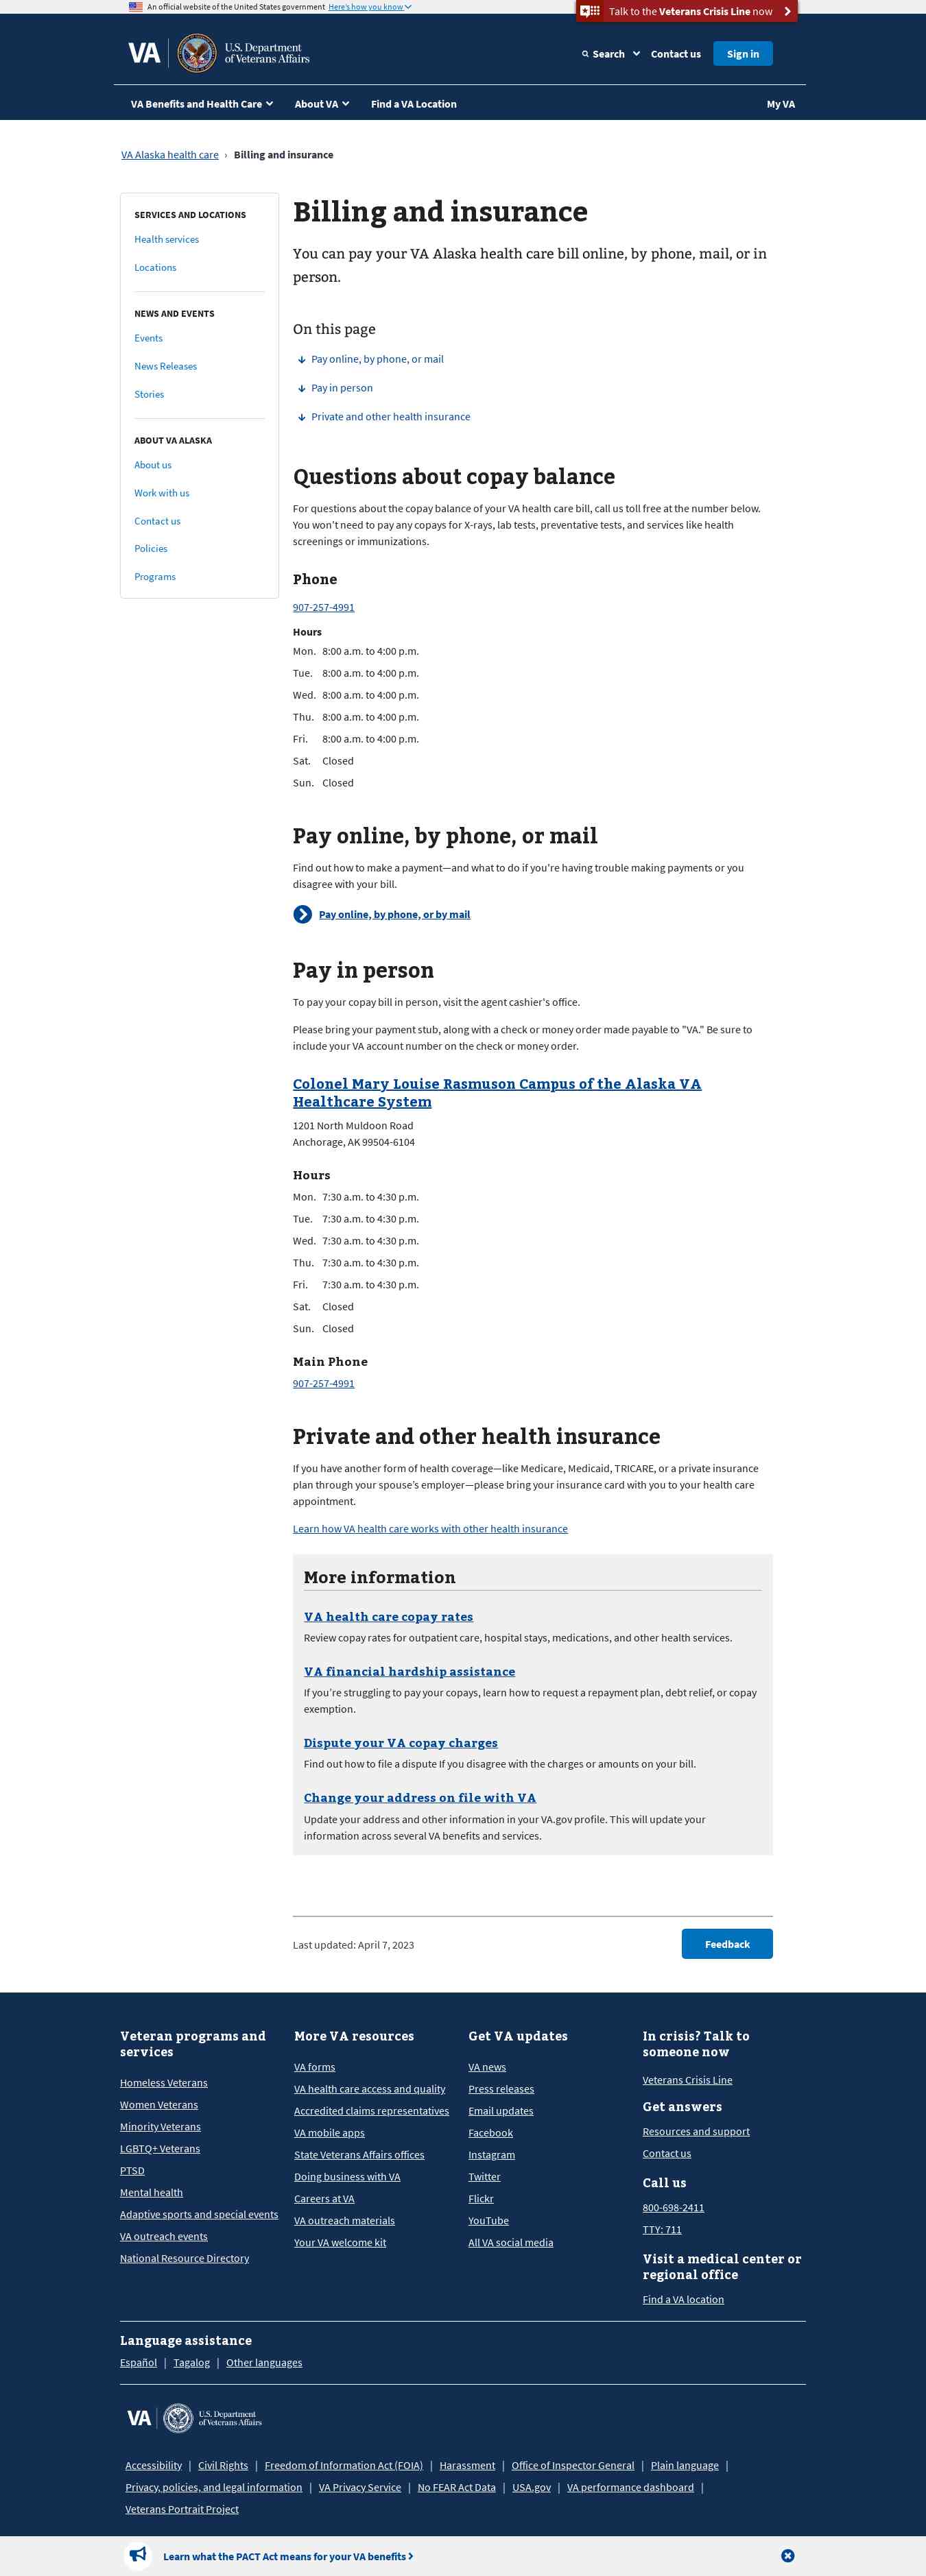 An official website of the United States government Here's how you know
Talk to the Veterans Crisis Line now
VA
U.S. Department
of Veterans Affairs
Search
Contact us
Sign in
VA Benefits and Health Care
About VA
Find a VA Location
My VA
VA Alaska health care › Billing and insurance
SERVICES AND LOCATIONS
Health services
Locations
NEWS AND EVENTS
Events
News Releases
Stories
ABOUT VA ALASKA
About us
Work with us
Contact us
Policies
Programs
Billing and insurance
You can pay your VA Alaska health care bill online, by phone, mail, or in
person.
On this page
Pay online, by phone, or mail
Pay in person
Private and other health insurance
Questions about copay balance
For questions about the copay balance of your VA health care bill, call us toll free at the number below.
You won't need to pay any copays for X-rays, lab tests, preventative tests, and services like health
screenings or immunizations.
Phone
907-257-4991
Hours
Mon. 8:00 a.m. to 4:00 p.m.
Tue. 8:00 a.m. to 4:00 p.m.
Wed. 8:00 a.m. to 4:00 p.m.
Thu. 8:00 a.m. to 4:00 p.m.
Fri. 8:00 a.m. to 4:00 p.m.
Sat. Closed
Sun. Closed
Pay online, by phone, or mail
Find out how to make a payment—and what to do if you're having trouble making payments or you
disagree with your bill.
Pay online, by phone, or by mail
Pay in person
To pay your copay bill in person, visit the agent cashier's office.
Please bring your payment stub, along with a check or money order made payable to "VA." Be sure to
include your VA account number on the check or money order.
Colonel Mary Louise Rasmuson Campus of the Alaska VA
Healthcare System
1201 North Muldoon Road
Anchorage, AK 99504-6104
Hours
Mon. 7:30 a.m. to 4:30 p.m.
Tue. 7:30 a.m. to 4:30 p.m.
Wed. 7:30 a.m. to 4:30 p.m.
Thu. 7:30 a.m. to 4:30 p.m.
Fri. 7:30 a.m. to 4:30 p.m.
Sat. Closed
Sun. Closed
Main Phone
907-257-4991
Private and other health insurance
If you have another form of health coverage—like Medicare, Medicaid, TRICARE, or a private insurance
plan through your spouse’s employer—please bring your insurance card with you to your health care
appointment.
Learn how VA health care works with other health insurance
More information
VA health care copay rates
Review copay rates for outpatient care, hospital stays, medications, and other health services.
VA financial hardship assistance
If you’re struggling to pay your copays, learn how to request a repayment plan, debt relief, or copay
exemption.
Dispute your VA copay charges
Find out how to file a dispute If you disagree with the charges or amounts on your bill.
Change your address on file with VA
Update your address and other information in your VA.gov profile. This will update your
information across several VA benefits and services.
Last updated: April 7, 2023
Feedback
Veteran programs and
services
Homeless Veterans
Women Veterans
Minority Veterans
LGBTQ+ Veterans
PTSD
Mental health
Adaptive sports and special events
VA outreach events
National Resource Directory
More VA resources
VA forms
VA health care access and quality
Accredited claims representatives
VA mobile apps
State Veterans Affairs offices
Doing business with VA
Careers at VA
VA outreach materials
Your VA welcome kit
Get VA updates
VA news
Press releases
Email updates
Facebook
Instagram
Twitter
Flickr
YouTube
All VA social media
In crisis? Talk to
someone now
Veterans Crisis Line
Get answers
Resources and support
Contact us
Call us
800-698-2411
TTY: 711
Visit a medical center or
regional office
Find a VA location
Language assistance
Español | Tagalog | Other languages
VA
U.S. Department
of Veterans Affairs
Accessibility | Civil Rights | Freedom of Information Act (FOIA) | Harassment | Office of Inspector General | Plain language |
Privacy, policies, and legal information | VA Privacy Service | No FEAR Act Data | USA.gov | VA performance dashboard |
Veterans Portrait Project
Learn what the PACT Act means for your VA benefits